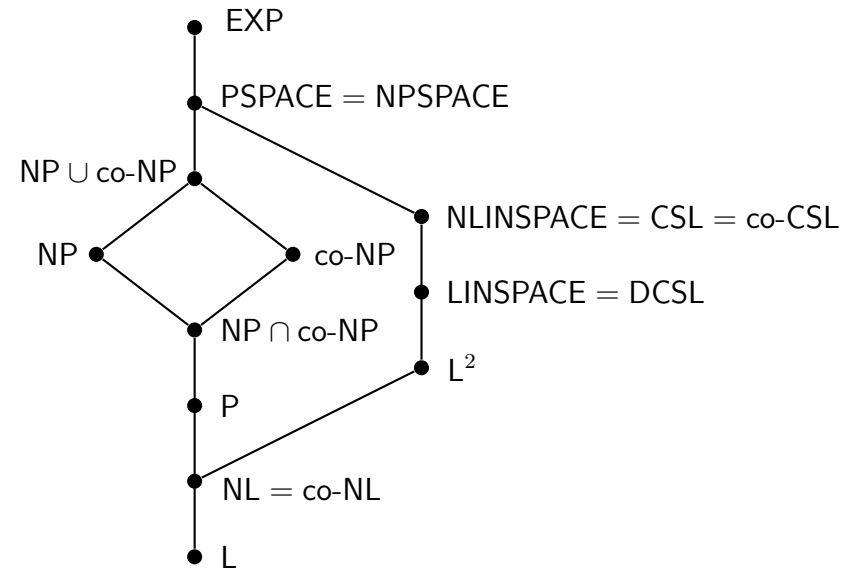 EXP
PSPACE = NPSPACE
NP ∪ co-NP
NLINSPACE = CSL = co-CSL
NP
co-NP
LINSPACE = DCSL
NP ∩ co-NP
L²
P
NL = co-NL
L